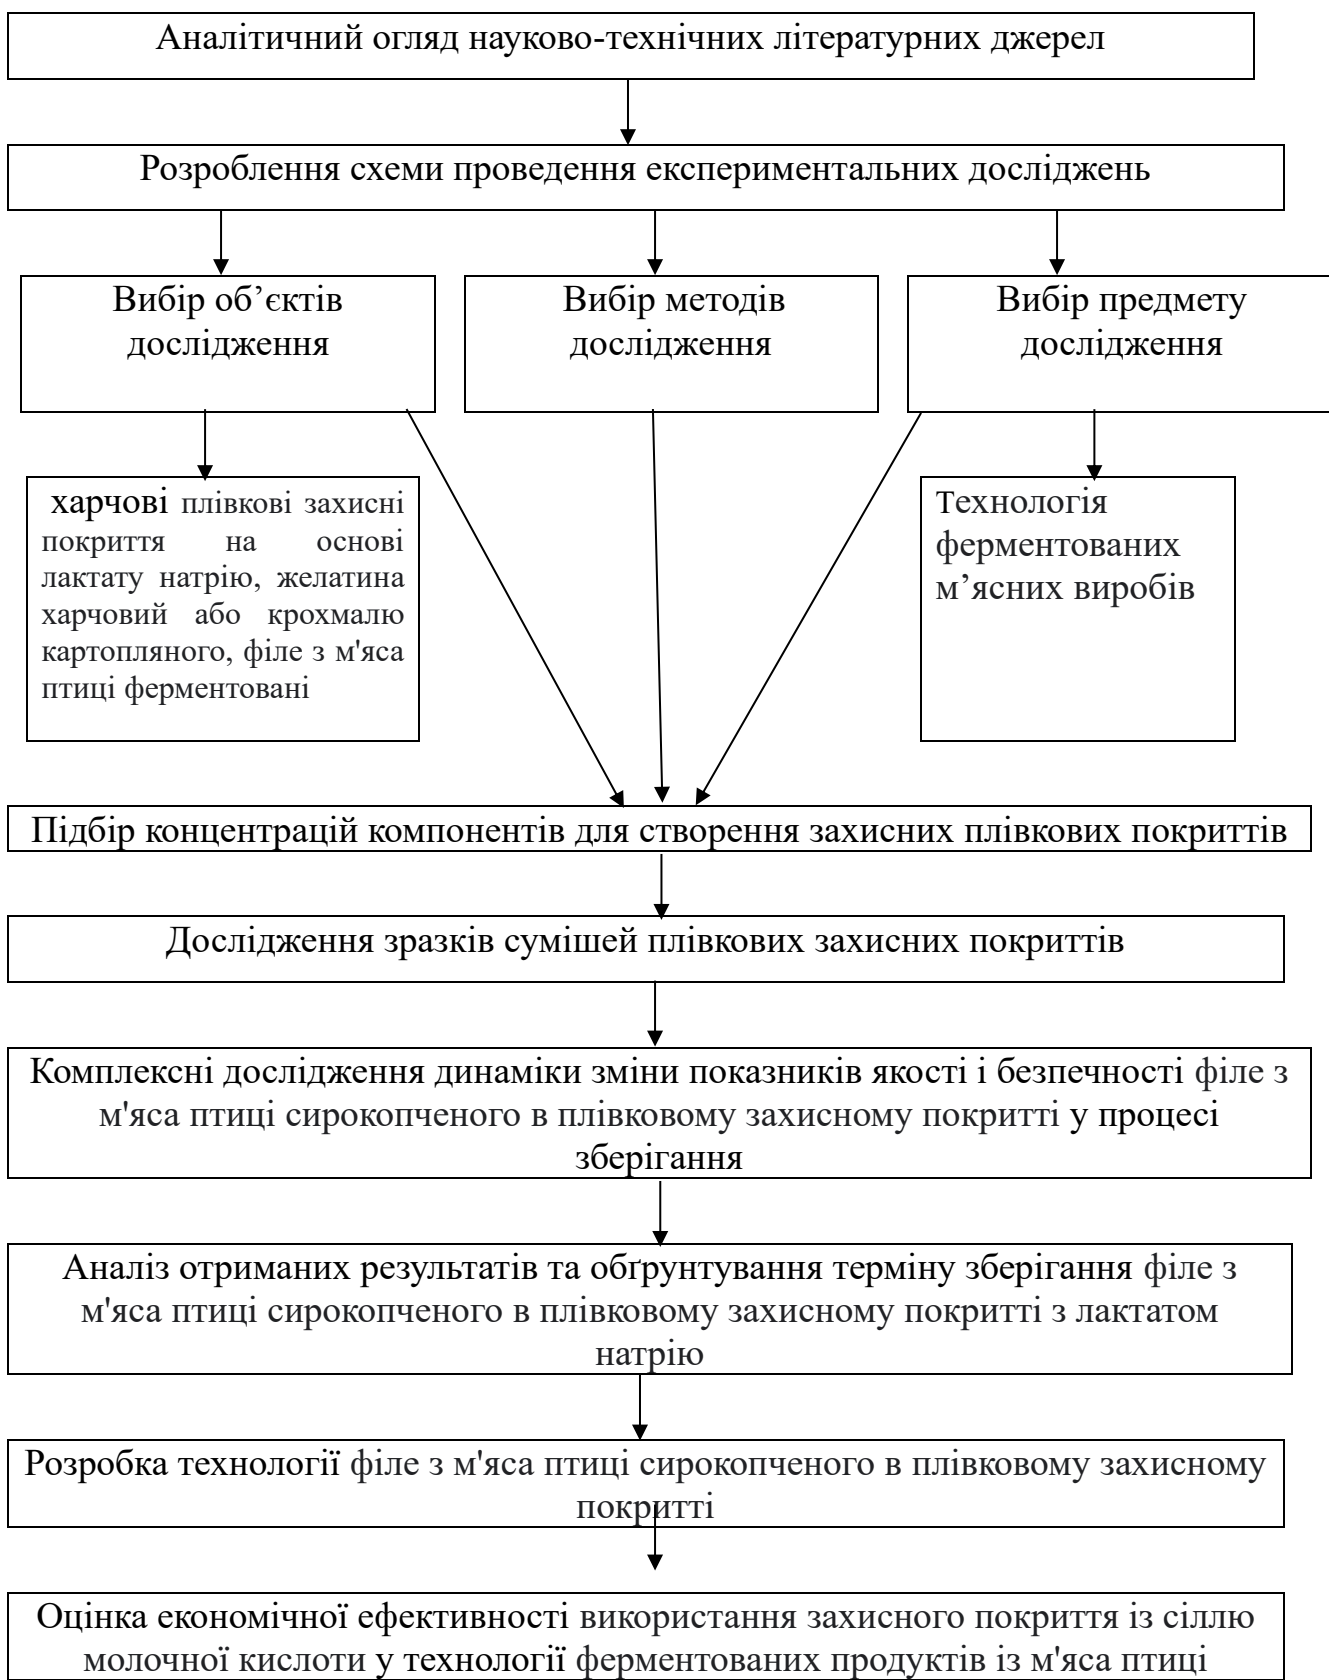 Аналітичний огляд науково-технічних літературних джерел
Розроблення схеми проведення експериментальних досліджень
Вибір об’єктів
дослідження
Вибір методів
дослідження
Вибір предмету
дослідження
харчові плівкові захисні
покриття на основі
лактату натрію, желатина
харчовий або крохмалю
картопляного, філе з м'яса
птиці ферментовані
Технологія
ферментованих
м’ясних виробів
Підбір концентрацій компонентів для створення захисних плівкових покриттів
Дослідження зразків сумішей плівкових захисних покриттів
Комплексні дослідження динаміки зміни показників якості і безпечності філе з
м'яса птиці сирокопченого в плівковому захисному покритті у процесі
зберігання
Аналіз отриманих результатів та обґрунтування терміну зберігання філе з
м'яса птиці сирокопченого в плівковому захисному покритті з лактатом
натрію
Розробка технології філе з м'яса птиці сирокопченого в плівковому захисному
покритті
Оцінка економічної ефективності використання захисного покриття із сіллю
молочної кислоти у технології ферментованих продуктів із м'яса птиці